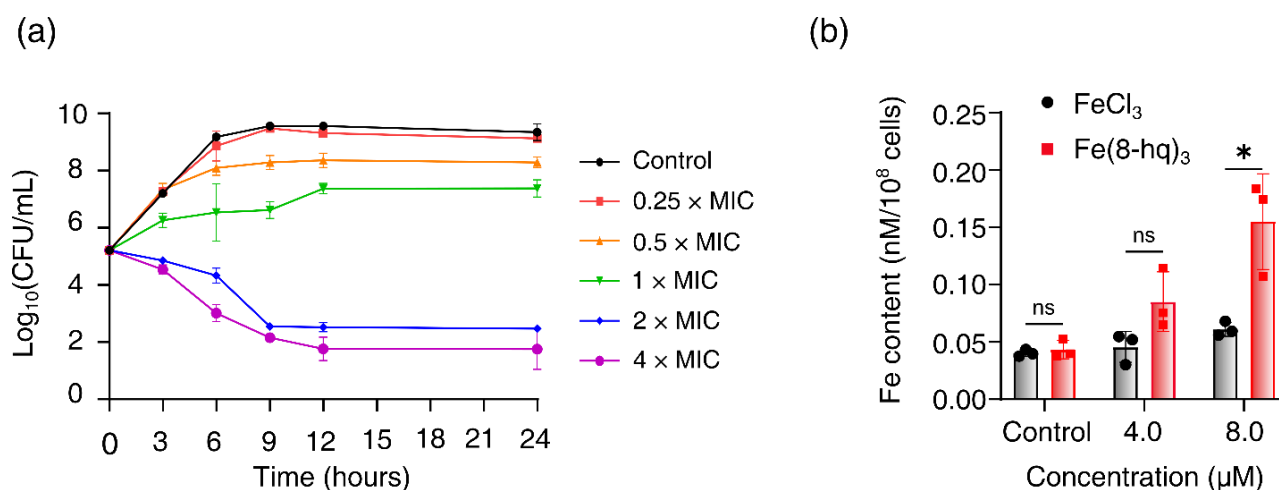 (a)
Log₁₀(CFU/mL)
10
8
6
4
2
0
0 3 6 9 12 15 18 21 24
Time (hours)
Control
0.25 × MIC
0.5 × MIC
1 × MIC
2 × MIC
4 × MIC
(b)
Fe content (nM/10⁸ cells)
0.25
0.20
0.15
0.10
0.05
0.00
FeCl₃
Fe(8-hq)₃
ns
ns
*
Control 4.0 8.0
Concentration (μM)